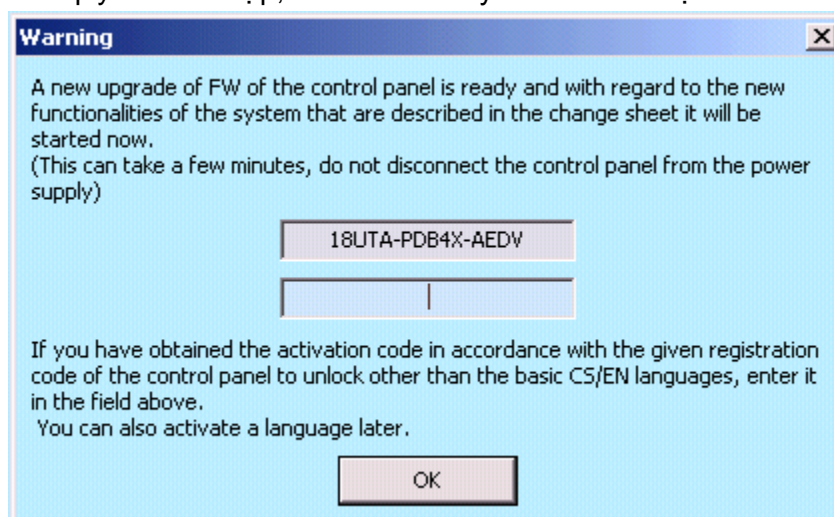 Warning
A new upgrade of FW of the control panel is ready and with regard to the new
functionalities of the system that are described in the change sheet it will be
started now.
(This can take a few minutes, do not disconnect the control panel from the power
supply)
18UTA-PDB4X-AEDV
If you have obtained the activation code in accordance with the given registration
code of the control panel to unlock other than the basic CS/EN languages, enter it
in the field above.
You can also activate a language later.
OK